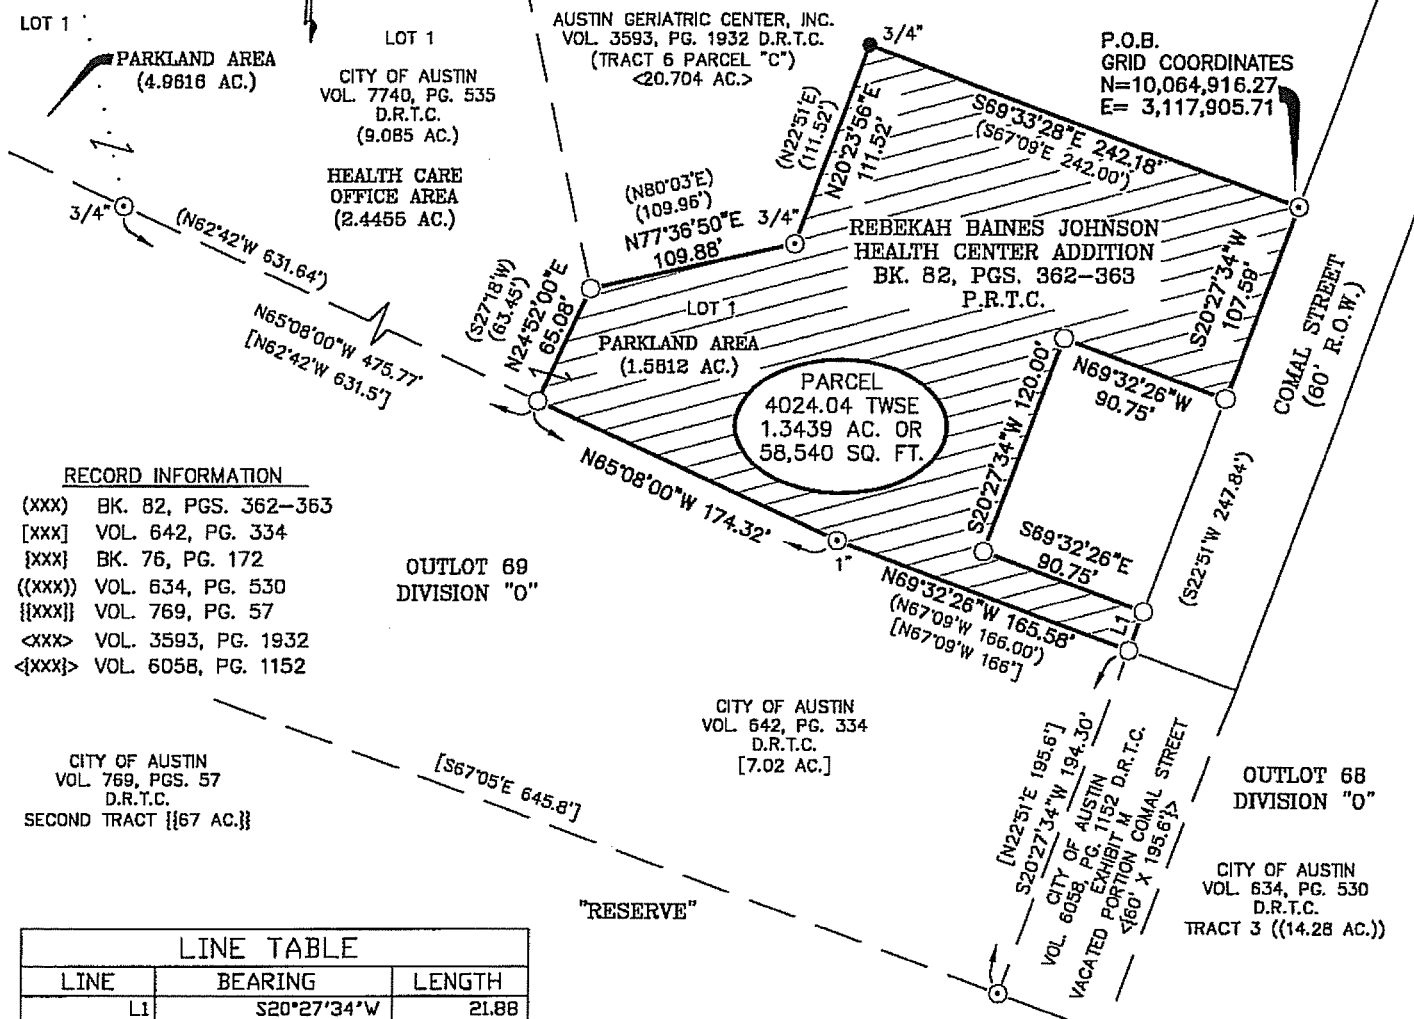 LOT 1
PARKLAND AREA
(4.9616 AC.)
LOT 1
CITY OF AUSTIN
VOL. 7740, PG. 535
D.R.T.C.
(9.085 AC.)
HEALTH CARE
OFFICE AREA
(2.4455 AC.)
AUSTIN GERIATRIC CENTER, INC.
VOL. 3593, PG. 1932 D.R.T.C.
(TRACT 6 PARCEL "C")
<20.704 AC.>
3/4"
P.O.B.
GRID COORDINATES
N=10,064,916.27
E= 3,117,905.71
S69°33'28"E 242.18'
(S67°09'E 242.00')
(N22°51'E)
(111.52')
N20°23'56"E
111.52'
(N80°03'E)
(109.96')
N77°36'50"E
109.88'
3/4"
3/4"
(N62°42'W 631.64')
N65°08'00"W 475.77'
[N62°42'W 631.5']
(S27°18'W)
(63.45')
N24°52'00"E
65.08'
REBEKAH BAINES JOHNSON
HEALTH CENTER ADDITION
BK. 82, PGS. 362-363
P.R.T.C.
S20°27'34"W
107.59'
COMAL STREET
(60' R.O.W.)
LOT 1
PARKLAND AREA
(1.5812 AC.)
PARCEL
4024.04 TWSE
1.3439 AC. OR
58,540 SQ. FT.
S20°27'34"W 120.00'
N69°32'26"W
90.75'
S69°32'26"E
90.75'
(S22°51'W 247.84')
N65°08'00"W 174.32'
1"
N69°32'26"W 165.58'
(N67°09'W 166.00')
[N67°09'W 166']
L1
RECORD INFORMATION
(XXX) BK. 82, PGS. 362-363
[XXX] VOL. 642, PG. 334
{XXX} BK. 76, PG. 172
((XXX)) VOL. 634, PG. 530
{[XXX]} VOL. 769, PG. 57
<XXX> VOL. 3593, PG. 1932
<{XXX}> VOL. 6058, PG. 1152
OUTLOT 69
DIVISION "O"
CITY OF AUSTIN
VOL. 642, PG. 334
D.R.T.C.
[7.02 AC.]
CITY OF AUSTIN
VOL. 769, PGS. 57
D.R.T.C.
SECOND TRACT {[67 AC.]}
[S67°05'E 645.8']
"RESERVE"
[N22°51'E 195.6']
S20°27'34"W 194.30'
CITY OF AUSTIN
VOL. 6058, PG. 1152 D.R.T.C.
EXHIBIT M
VACATED PORTION COMAL STREET
<{60' X 195.6'}>
OUTLOT 68
DIVISION "O"
CITY OF AUSTIN
VOL. 634, PG. 530
D.R.T.C.
TRACT 3 ((14.28 AC.))
LINE TABLE
LINE BEARING LENGTH
L1 S20°27'34"W 21.88